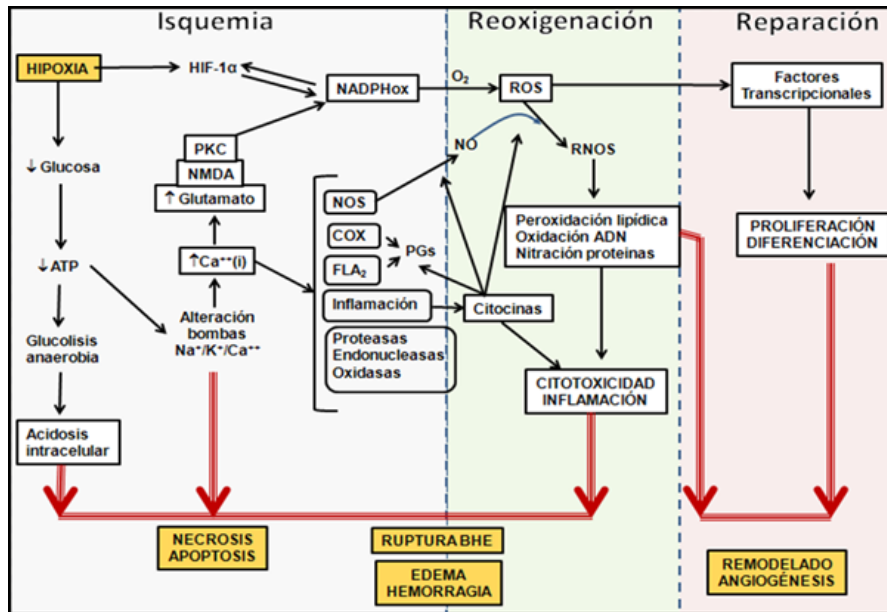 Isquemia
Reoxigenación
Reparación
HIPOXIA
HIF-1α
NADPHox
O₂
ROS
Factores
Transcripcionales
PKC
NMDA
↑ Glutamato
↓ Glucosa
NO
RNOS
NOS
COX
FLA₂
PGs
Peroxidación lipídica
Oxidación ADN
Nitración proteinas
PROLIFERACIÓN
DIFERENCIACIÓN
↓ ATP
↑Ca⁺⁺(i)
Inflamación
Citocinas
Alteración
bombas
Na⁺/K⁺/Ca⁺⁺
Glucolisis
anaerobia
Proteasas
Endonucleasas
Oxidasas
CITOTOXICIDAD
INFLAMACIÓN
Acidosis
intracelular
NECROSIS
APOPTOSIS
RUPTURA BHE
EDEMA
HEMORRAGIA
REMODELADO
ANGIOGÉNESIS